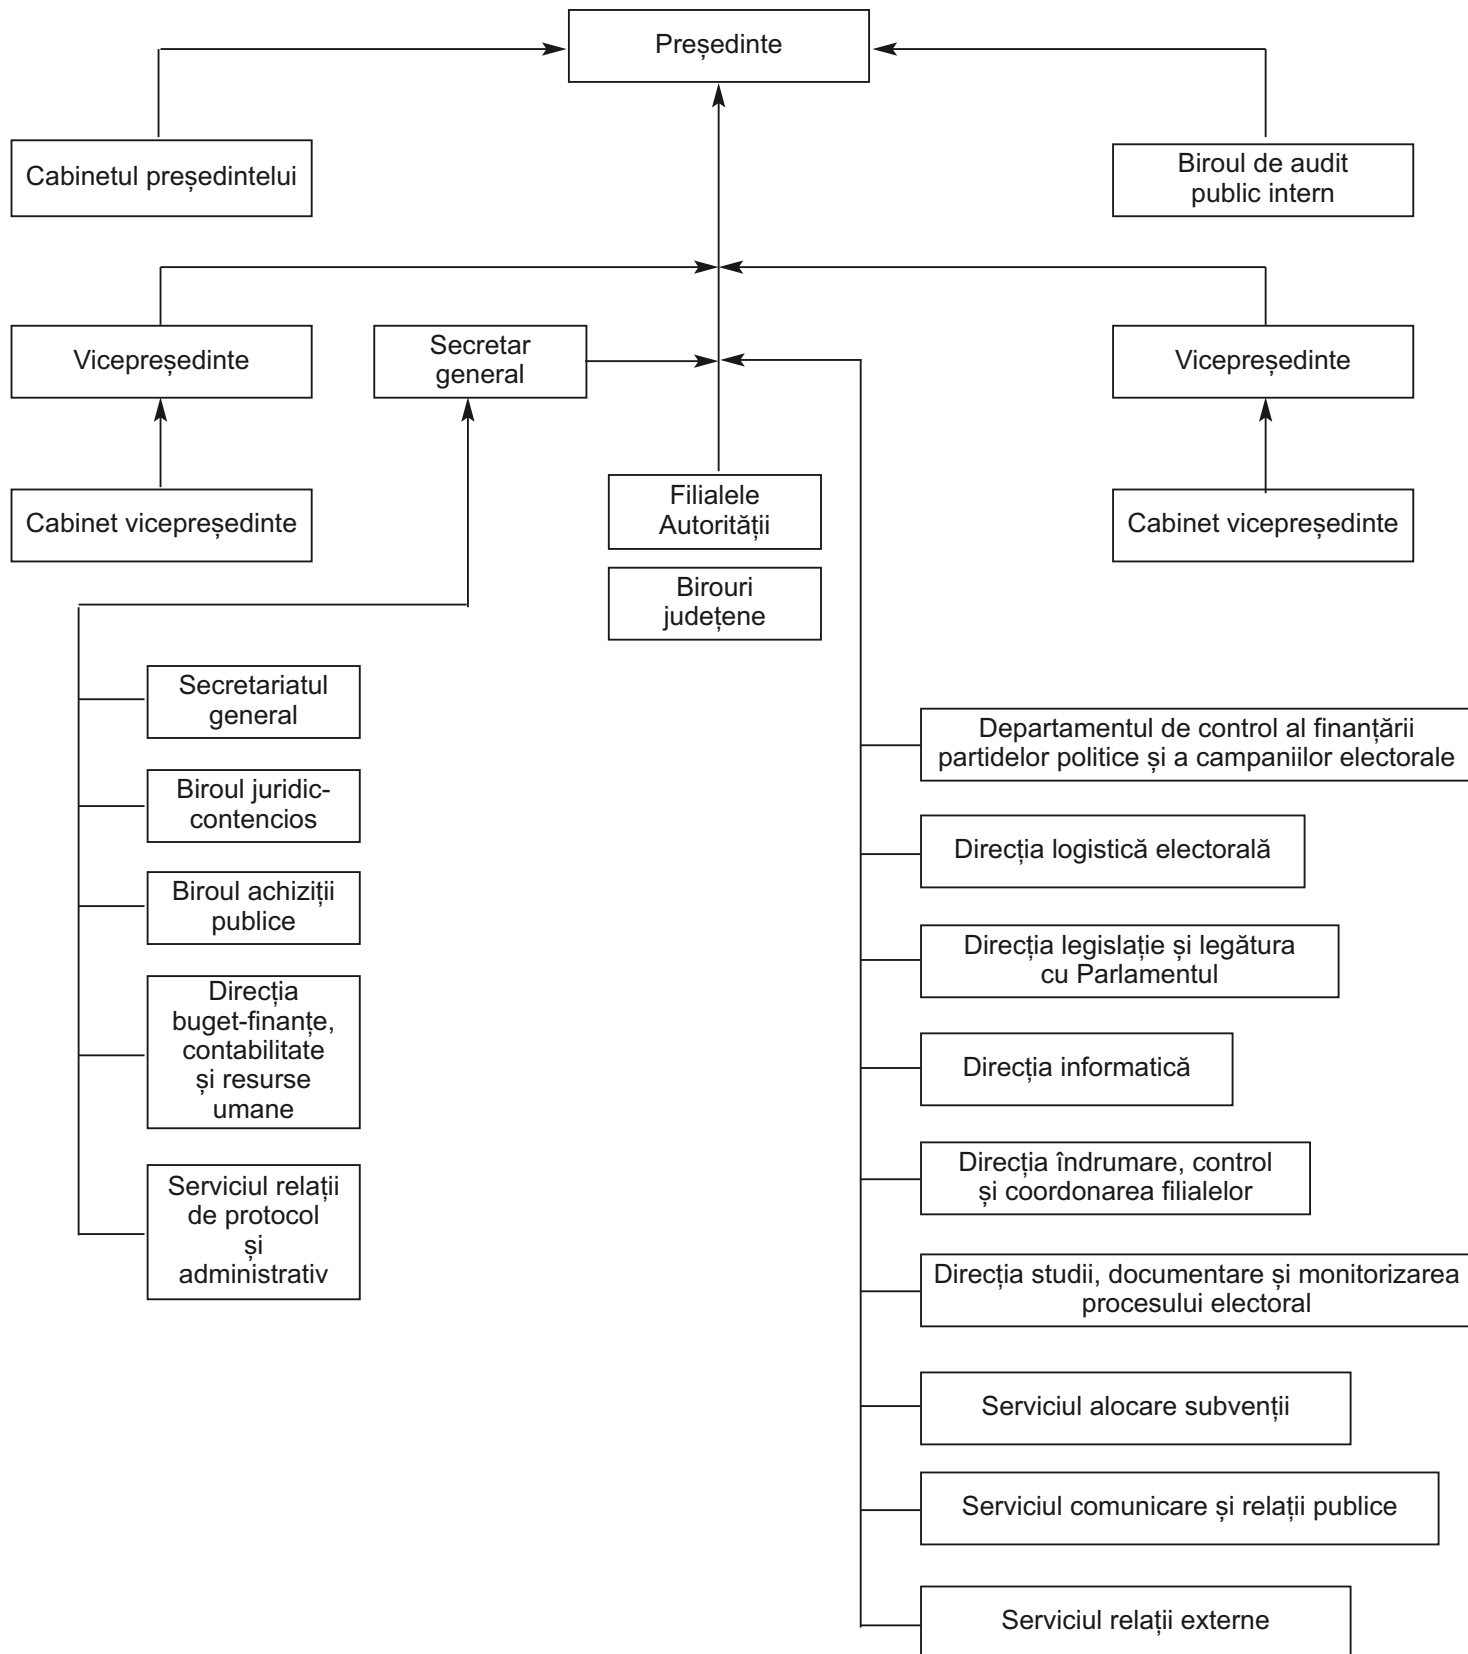 Președinte
Cabinetul președintelui
Biroul de audit
public intern
Vicepreședinte
Secretar
general
Vicepreședinte
Cabinet vicepreședinte
Filialele
Autorității
Cabinet vicepreședinte
Birouri
județene
Secretariatul
general
Biroul juridic-
contencios
Biroul achiziții
publice
Direcția
buget-finanțe,
contabilitate
și resurse
umane
Serviciul relații
de protocol
și
administrativ
Departamentul de control al finanțării
partidelor politice și a campaniilor electorale
Direcția logistică electorală
Direcția legislație și legătura
cu Parlamentul
Direcția informatică
Direcția îndrumare, control
și coordonarea filialelor
Direcția studii, documentare și monitorizarea
procesului electoral
Serviciul alocare subvenții
Serviciul comunicare și relații publice
Serviciul relații externe